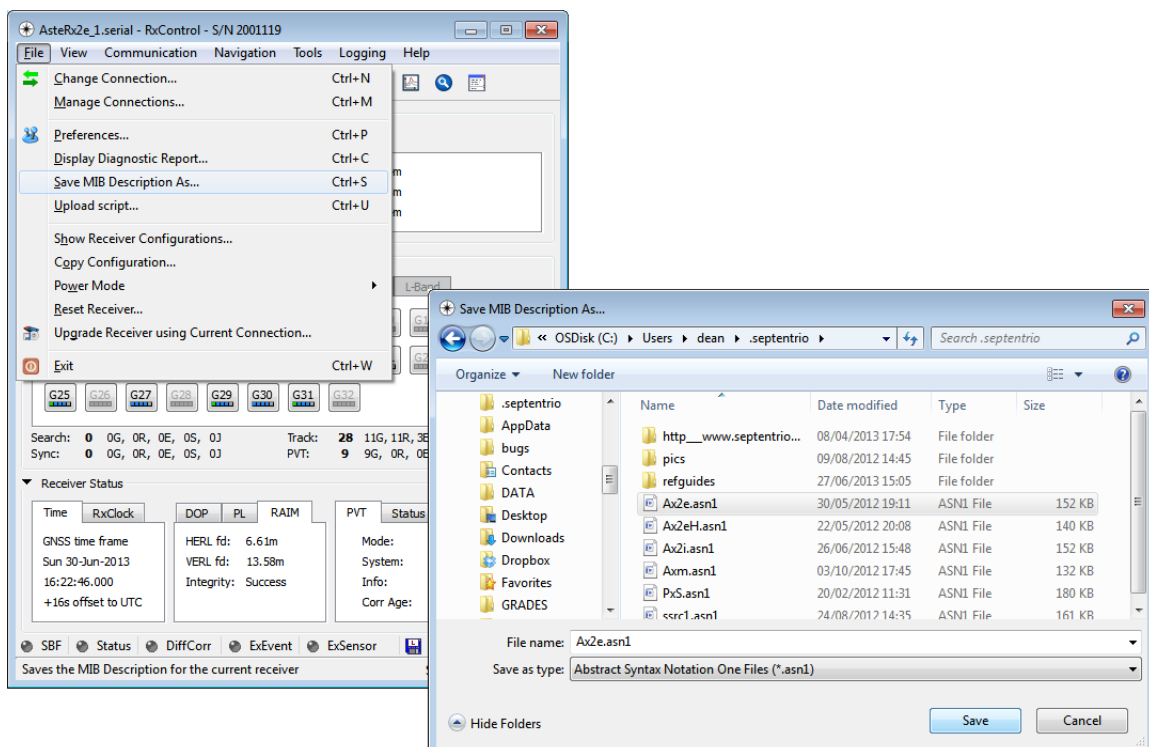 AsteRx2e_1.serial - RxControl - S/N 2001119
File View Communication Navigation Tools Logging Help
Change Connection... Ctrl+N
Manage Connections... Ctrl+M
Preferences... Ctrl+P
Display Diagnostic Report... Ctrl+C
Save MIB Description As... Ctrl+S
Upload script... Ctrl+U
Show Receiver Configurations...
Copy Configuration...
Power Mode
Reset Receiver...
Upgrade Receiver using Current Connection...
Exit Ctrl+W
L-Band
G25 G26 G27 G28 G29 G30 G31 G32
Search: 0 0G, 0R, 0E, 0S, 0J Track: 28 11G, 11R, 3E
Sync: 0 0G, 0R, 0E, 0S, 0J PVT: 9 9G, 0R, 0E
Receiver Status
Time RxClock DOP PL RAIM PVT Status
GNSS time frame HERL fd: 6.61m Mode:
Sun 30-Jun-2013 VERL fd: 13.58m System:
16:22:46.000 Integrity: Success Info:
+16s offset to UTC Corr Age:
SBF Status DiffCorr ExEvent ExSensor
Saves the MIB Description for the current receiver
Save MIB Description As...
« OSDisk (C:) Users dean .septentrio Search .septentrio
Organize New folder
.septentrio
AppData
bugs
Contacts
DATA
Desktop
Downloads
Dropbox
Favorites
GRADES
Name Date modified Type Size
http__www.septentrio... 08/04/2013 17:54 File folder
pics 09/08/2012 14:45 File folder
refguides 27/06/2013 15:05 File folder
Ax2e.asn1 30/05/2012 19:11 ASN1 File 152 KB
Ax2eH.asn1 22/05/2012 20:08 ASN1 File 140 KB
Ax2i.asn1 26/06/2012 15:48 ASN1 File 152 KB
Axm.asn1 03/10/2012 17:45 ASN1 File 132 KB
PxS.asn1 20/02/2012 11:31 ASN1 File 180 KB
ssrc1.asn1 24/08/2012 14:35 ASN1 File 161 KB
File name: Ax2e.asn1
Save as type: Abstract Syntax Notation One Files (*.asn1)
Hide Folders Save Cancel